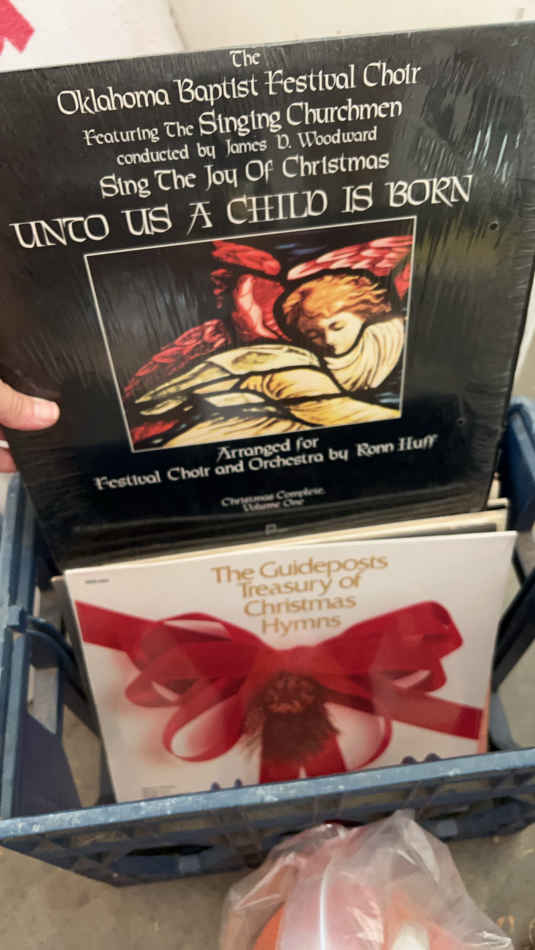 The
Oklahoma Baptist Festival Choir
Featuring The Singing Churchmen
conducted by James D. Woodward
Sing The Joy Of Christmas
UNTO US A CHILD IS BORN
Arranged for
Festival Choir and Orchestra by Ronn Huff
Christmas Complete,
Volume One
The Guideposts
Treasury of
Christmas
Hymns